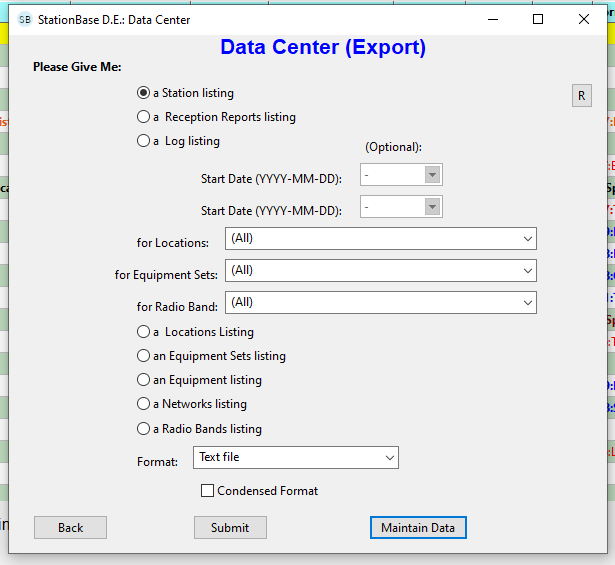 SB StationBase D.E.: Data Center
Data Center (Export)
Please Give Me:
a Station listing
R
a Reception Reports listing
a Log listing
(Optional):
Start Date (YYYY-MM-DD): -
Start Date (YYYY-MM-DD): -
for Locations: (All)
for Equipment Sets: (All)
for Radio Band: (All)
a Locations Listing
an Equipment Sets listing
an Equipment listing
a Networks listing
a Radio Bands listing
Format: Text file
Condensed Format
Back Submit Maintain Data